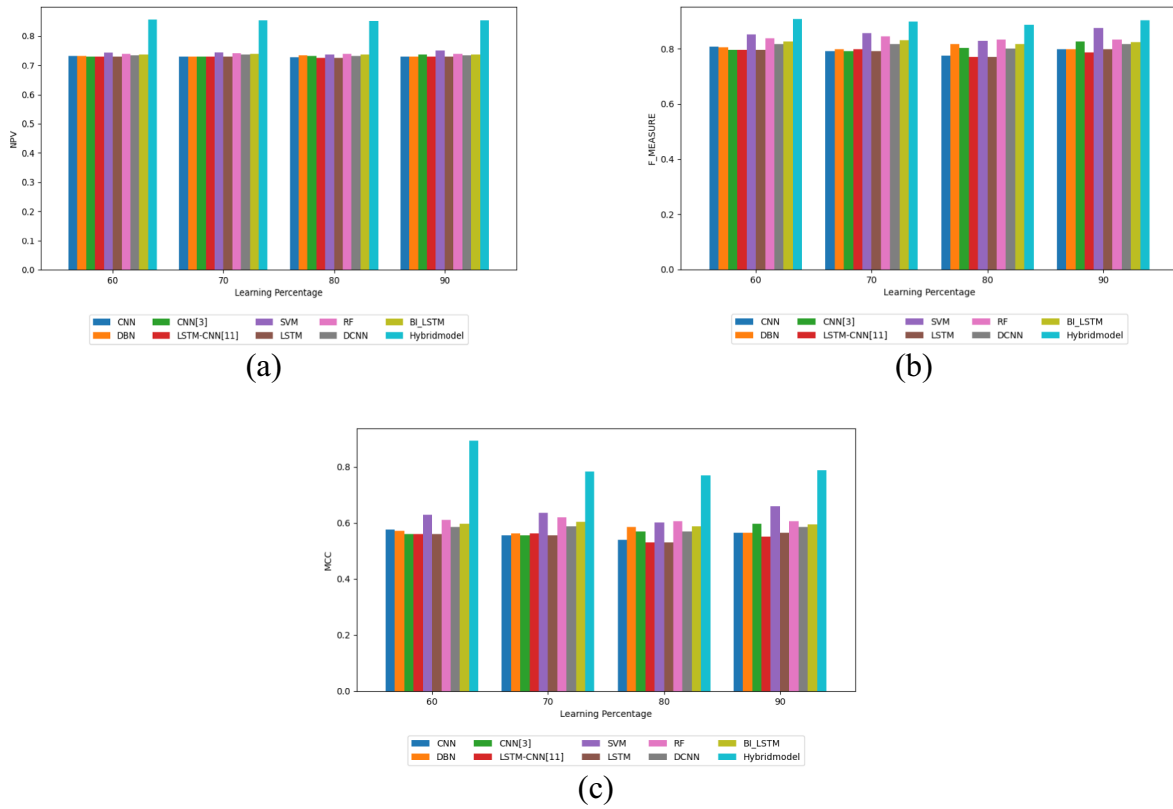 0.8
0.7
0.6
0.5
0.4
0.3
0.2
0.1
0.0
NPV
60 70 80 90
Learning Percentage
CNN CNN[3] SVM RF BI_LSTM
DBN LSTM-CNN[11] LSTM DCNN Hybridmodel
(a)
0.8
0.6
0.4
0.2
0.0
F_MEASURE
60 70 80 90
Learning Percentage
CNN CNN[3] SVM RF BI_LSTM
DBN LSTM-CNN[11] LSTM DCNN Hybridmodel
(b)
0.8
0.6
0.4
0.2
0.0
MCC
60 70 80 90
Learning Percentage
CNN CNN[3] SVM RF BI_LSTM
DBN LSTM-CNN[11] LSTM DCNN Hybridmodel
(c)